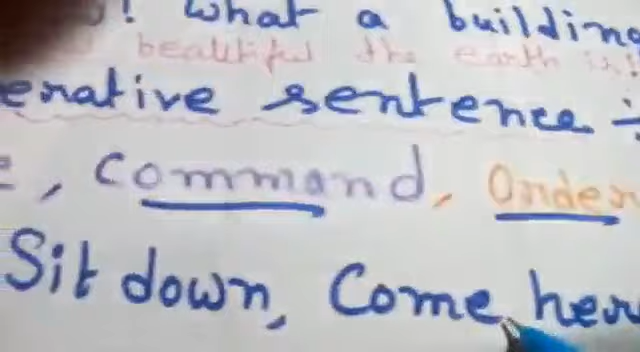 ! what a building
beautiful the earth is!
erative sentence ÷
e, Command, Order
Sit down, Come her